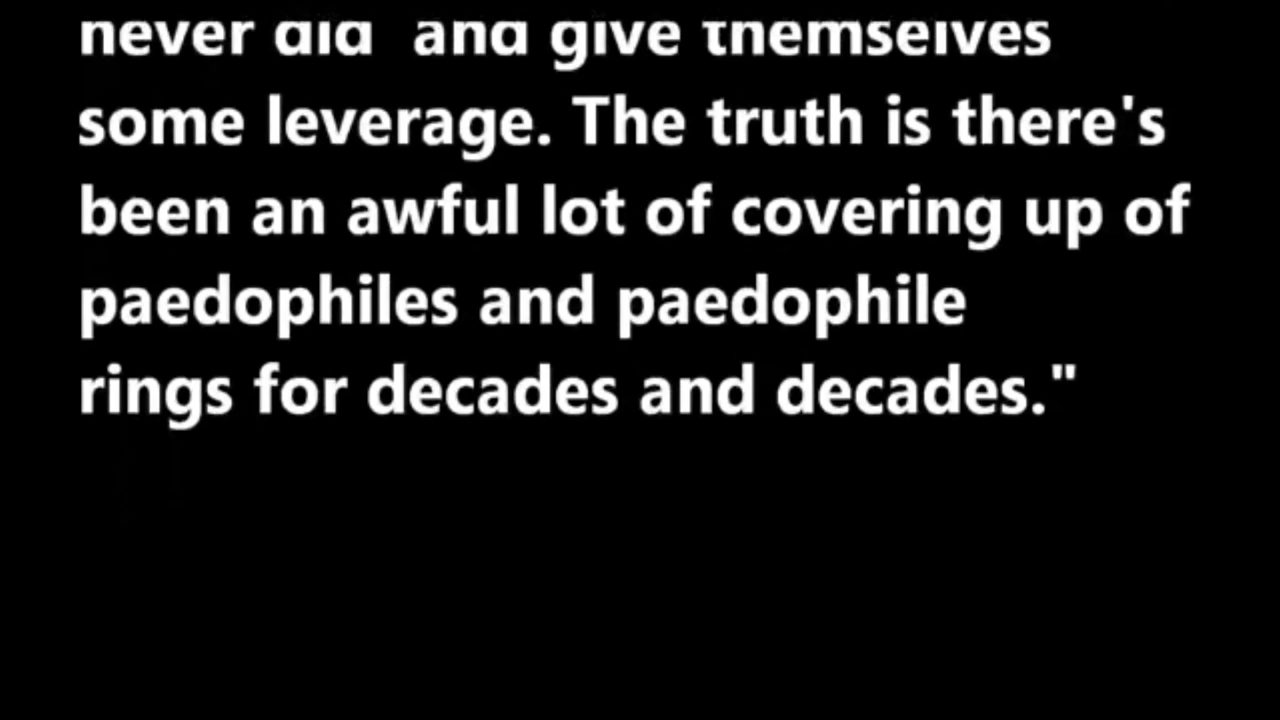 never did and give themselves
some leverage. The truth is there's
been an awful lot of covering up of
paedophiles and paedophile
rings for decades and decades."